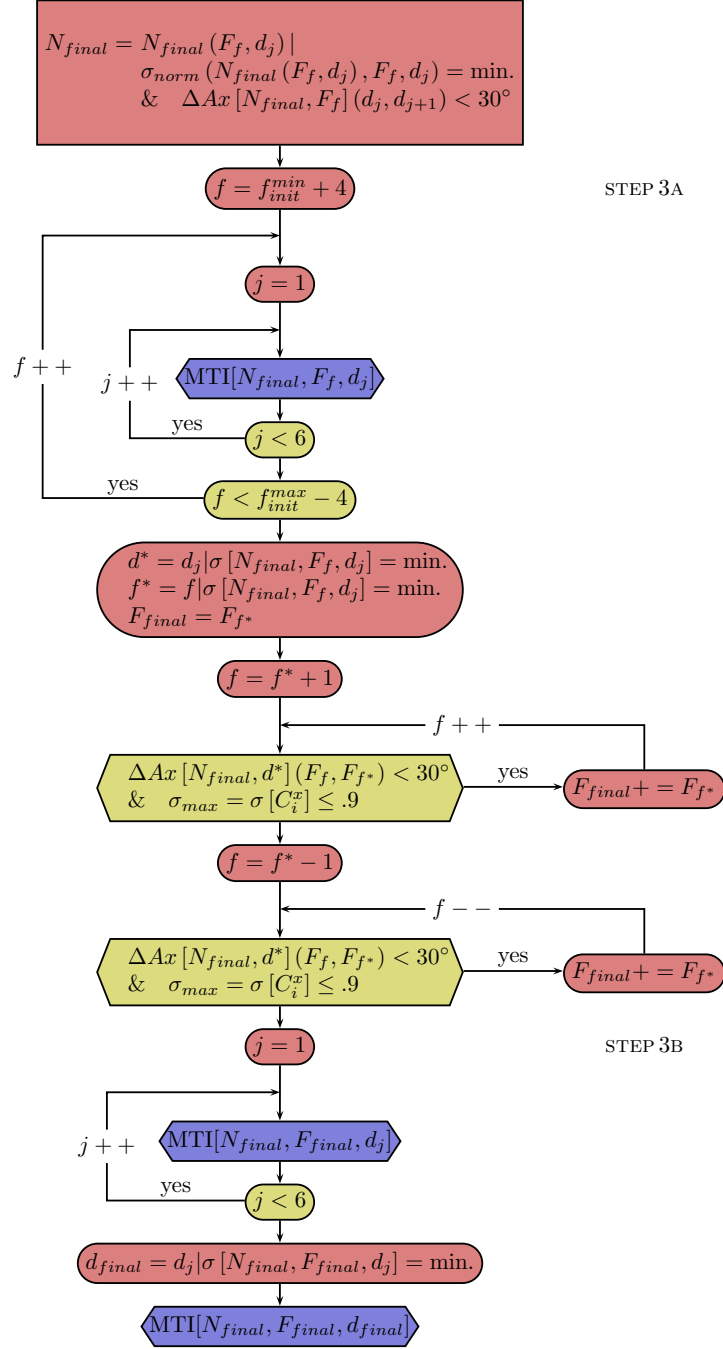 N_{final} = N_{final} (F_f, d_j) |
σ_{norm} (N_{final} (F_f, d_j), F_f, d_j) = min.
& ΔAx [N_{final}, F_f] (d_j, d_{j+1}) < 30°
f = f_{init}^{min} + 4
STEP 3A
j = 1
f + +
j + +
MTI[N_{final}, F_f, d_j]
yes
j < 6
yes
f < f_{init}^{max} − 4
d* = d_j|σ [N_{final}, F_f, d_j] = min.
f* = f|σ [N_{final}, F_f, d_j] = min.
F_{final} = F_{f*}
f = f* + 1
f + +
ΔAx [N_{final}, d*] (F_f, F_{f*}) < 30°
& σ_{max} = σ [C_i^x] ≤ .9
yes
F_{final}+ = F_{f*}
f = f* − 1
f − −
ΔAx [N_{final}, d*] (F_f, F_{f*}) < 30°
& σ_{max} = σ [C_i^x] ≤ .9
yes
F_{final}+ = F_{f*}
j = 1
STEP 3B
j + +
MTI[N_{final}, F_{final}, d_j]
yes
j < 6
d_{final} = d_j|σ [N_{final}, F_{final}, d_j] = min.
MTI[N_{final}, F_{final}, d_{final}]